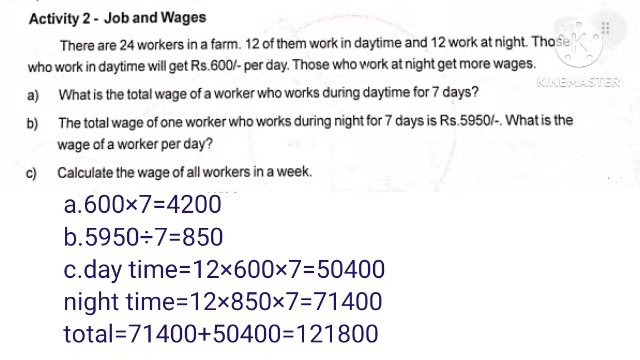 Activity 2 - Job and Wages
There are 24 workers in a farm. 12 of them work in daytime and 12 work at night. Those
who work in daytime will get Rs.600/- per day. Those who work at night get more wages.
KINEMASTER
a) What is the total wage of a worker who works during daytime for 7 days?
b) The total wage of one worker who works during night for 7 days is Rs.5950/-. What is the
wage of a worker per day?
c) Calculate the wage of all workers in a week.
a.600×7=4200
b.5950÷7=850
c.day time=12×600×7=50400
night time=12×850×7=71400
total=71400+50400=121800